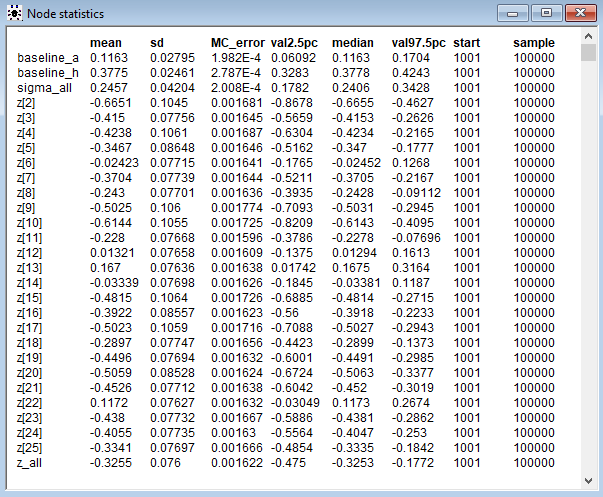 Node statistics
mean sd MC_error val2.5pc median val97.5pc start sample
baseline_a 0.1163 0.02795 1.982E-4 0.06092 0.1163 0.1704 1001 100000
baseline_h 0.3775 0.02461 2.787E-4 0.3283 0.3778 0.4243 1001 100000
sigma_all 0.2457 0.04204 2.008E-4 0.1782 0.2406 0.3428 1001 100000
z[2] -0.6651 0.1045 0.001681 -0.8678 -0.6655 -0.4627 1001 100000
z[3] -0.415 0.07756 0.001645 -0.5659 -0.4153 -0.2626 1001 100000
z[4] -0.4238 0.1061 0.001687 -0.6304 -0.4234 -0.2165 1001 100000
z[5] -0.3467 0.08648 0.001646 -0.5162 -0.347 -0.1777 1001 100000
z[6] -0.02423 0.07715 0.001641 -0.1765 -0.02452 0.1268 1001 100000
z[7] -0.3704 0.07739 0.001644 -0.5211 -0.3705 -0.2167 1001 100000
z[8] -0.243 0.07701 0.001636 -0.3935 -0.2428 -0.09112 1001 100000
z[9] -0.5025 0.106 0.001774 -0.7093 -0.5031 -0.2945 1001 100000
z[10] -0.6144 0.1055 0.001725 -0.8209 -0.6143 -0.4095 1001 100000
z[11] -0.228 0.07668 0.001596 -0.3786 -0.2278 -0.07696 1001 100000
z[12] 0.01321 0.07658 0.001609 -0.1375 0.01294 0.1613 1001 100000
z[13] 0.167 0.07636 0.001638 0.01742 0.1675 0.3164 1001 100000
z[14] -0.03339 0.07698 0.001626 -0.1845 -0.03381 0.1187 1001 100000
z[15] -0.4815 0.1064 0.001726 -0.6885 -0.4814 -0.2715 1001 100000
z[16] -0.3922 0.08557 0.001623 -0.56 -0.3918 -0.2233 1001 100000
z[17] -0.5023 0.1059 0.001716 -0.7088 -0.5027 -0.2943 1001 100000
z[18] -0.2897 0.07747 0.001656 -0.4423 -0.2899 -0.1373 1001 100000
z[19] -0.4496 0.07694 0.001632 -0.6001 -0.4491 -0.2985 1001 100000
z[20] -0.5059 0.08528 0.001624 -0.6724 -0.5063 -0.3377 1001 100000
z[21] -0.4526 0.07712 0.001638 -0.6042 -0.452 -0.3019 1001 100000
z[22] 0.1172 0.07627 0.001632 -0.03049 0.1173 0.2674 1001 100000
z[23] -0.438 0.07732 0.001667 -0.5886 -0.4381 -0.2862 1001 100000
z[24] -0.4055 0.07735 0.00163 -0.5564 -0.4047 -0.253 1001 100000
z[25] -0.3341 0.07697 0.001666 -0.4854 -0.3335 -0.1842 1001 100000
z_all -0.3255 0.076 0.001622 -0.475 -0.3253 -0.1772 1001 100000